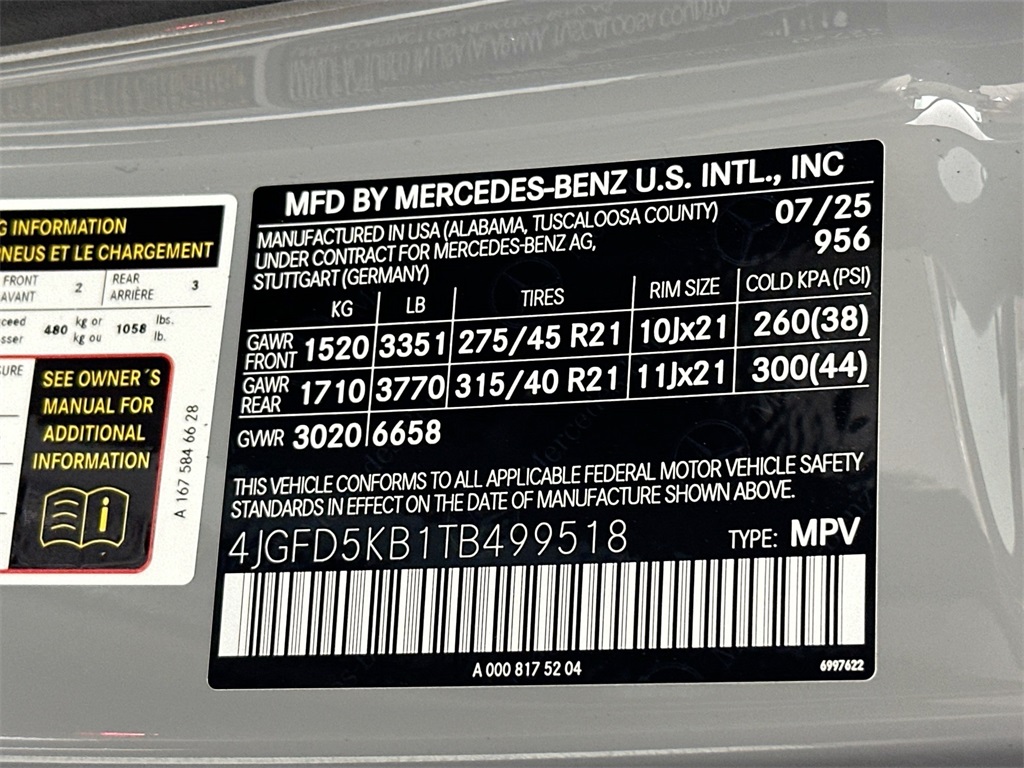 G INFORMATION
PNEUS ET LE CHARGEMENT
FRONT
AVANT 2
REAR
ARRIÈRE 3
480 kg or
kg ou 1058 lbs.
lb.
SEE OWNER´S
MANUAL FOR
ADDITIONAL
INFORMATION
A 167 584 66 28
MFD BY MERCEDES-BENZ U.S. INTL., INC
MANUFACTURED IN USA (ALABAMA, TUSCALOOSA COUNTY) 07/25
UNDER CONTRACT FOR MERCEDES-BENZ AG, 956
STUTTGART (GERMANY)
KG LB TIRES RIM SIZE COLD KPA (PSI)
GAWR
FRONT 1520 3351 275/45 R21 10Jx21 260(38)
GAWR
REAR 1710 3770 315/40 R21 11Jx21 300(44)
GVWR 3020 6658
THIS VEHICLE CONFORMS TO ALL APPLICABLE FEDERAL MOTOR VEHICLE SAFETY
STANDARDS IN EFFECT ON THE DATE OF MANUFACTURE SHOWN ABOVE.
4JGFD5KB1TB499518 TYPE: MPV
A 000 817 52 04 6997622